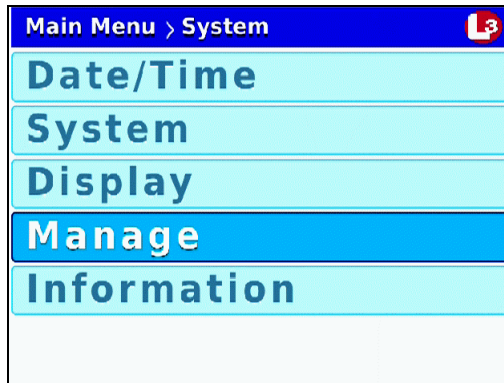 Main Menu > System
L3
Date/Time
System
Display
Manage
Information